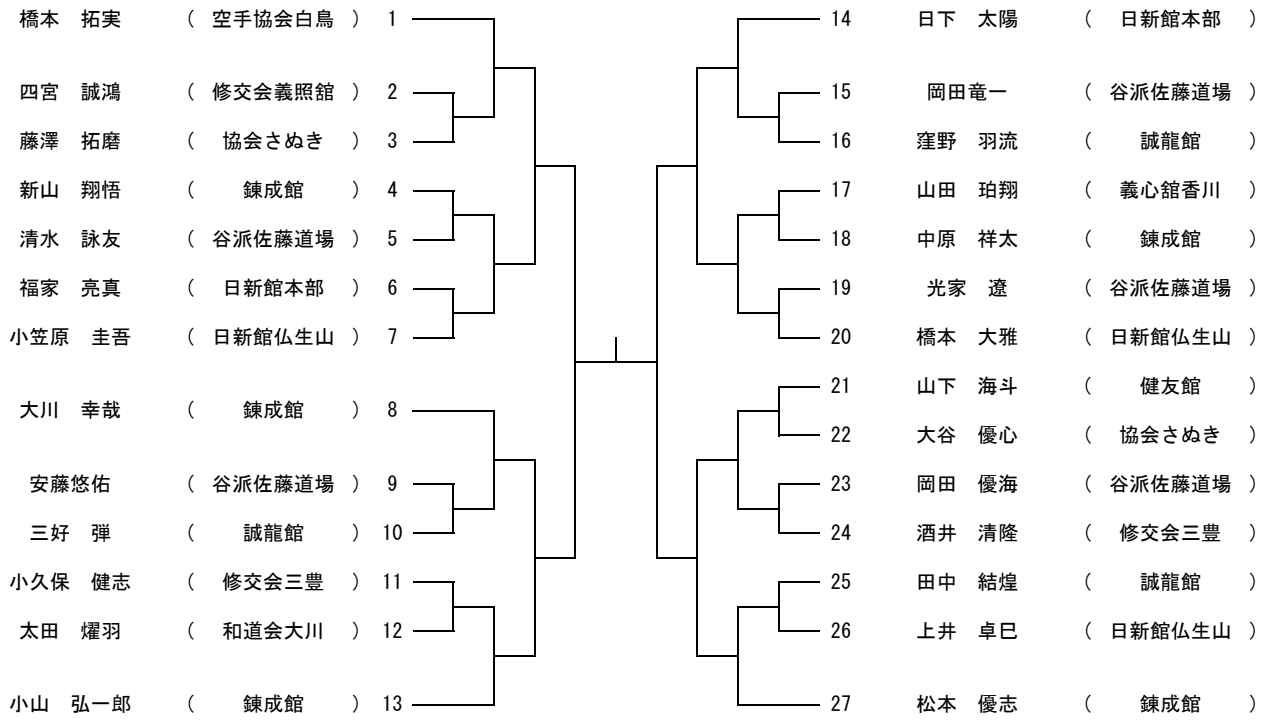 橋本　拓実　（　空手協会白鳥　）　1
四宮　誠鴻　（　修交会義照舘　）　2
藤澤　拓磨　（　協会さぬき　）　3
新山　翔悟　（　錬成館　）　4
清水　詠友　（　谷派佐藤道場　）　5
福家　亮真　（　日新館本部　）　6
小笠原　圭吾　（　日新館仏生山　）　7
大川　幸哉　（　錬成館　）　8
安藤悠佑　（　谷派佐藤道場　）　9
三好　弾　（　誠龍館　）　10
小久保　健志　（　修交会三豊　）　11
太田　燿羽　（　和道会大川　）　12
小山　弘一郎　（　錬成館　）　13
14　日下　太陽　（　日新館本部　）
15　岡田竜一　（　谷派佐藤道場　）
16　窪野　羽流　（　誠龍館　）
17　山田　珀翔　（　義心舘香川　）
18　中原　祥太　（　錬成館　）
19　光家　遼　（　谷派佐藤道場　）
20　橋本　大雅　（　日新館仏生山　）
21　山下　海斗　（　健友館　）
22　大谷　優心　（　協会さぬき　）
23　岡田　優海　（　谷派佐藤道場　）
24　酒井　清隆　（　修交会三豊　）
25　田中　結煌　（　誠龍館　）
26　上井　卓巳　（　日新館仏生山　）
27　松本　優志　（　錬成館　）